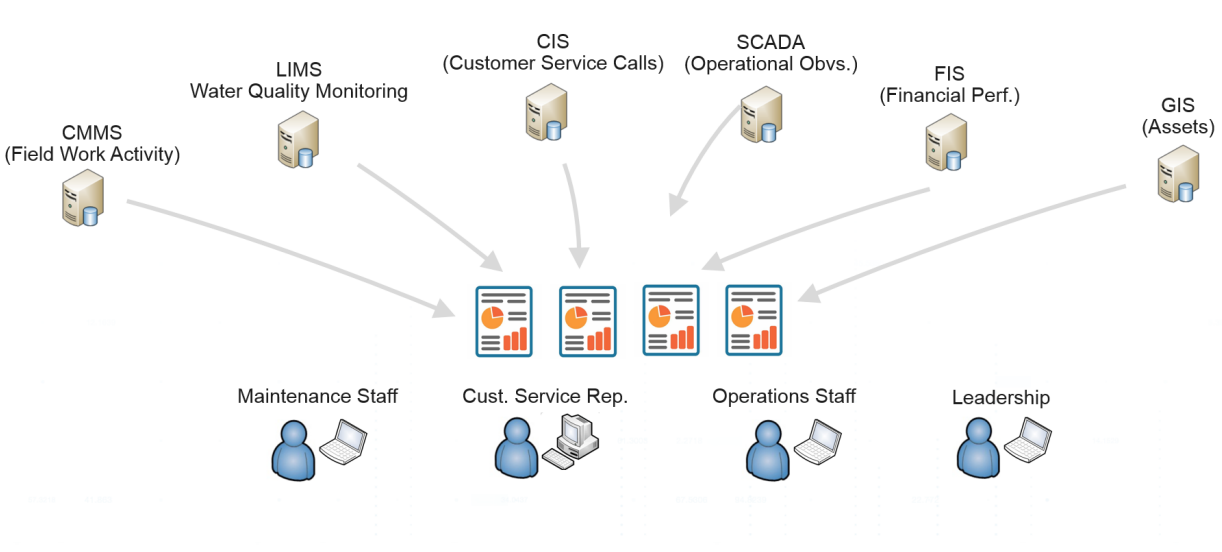 CMMS
(Field Work Activity)
LIMS
Water Quality Monitoring
CIS
(Customer Service Calls)
SCADA
(Operational Obvs.)
FIS
(Financial Perf.)
GIS
(Assets)
Maintenance Staff
Cust. Service Rep.
Operations Staff
Leadership